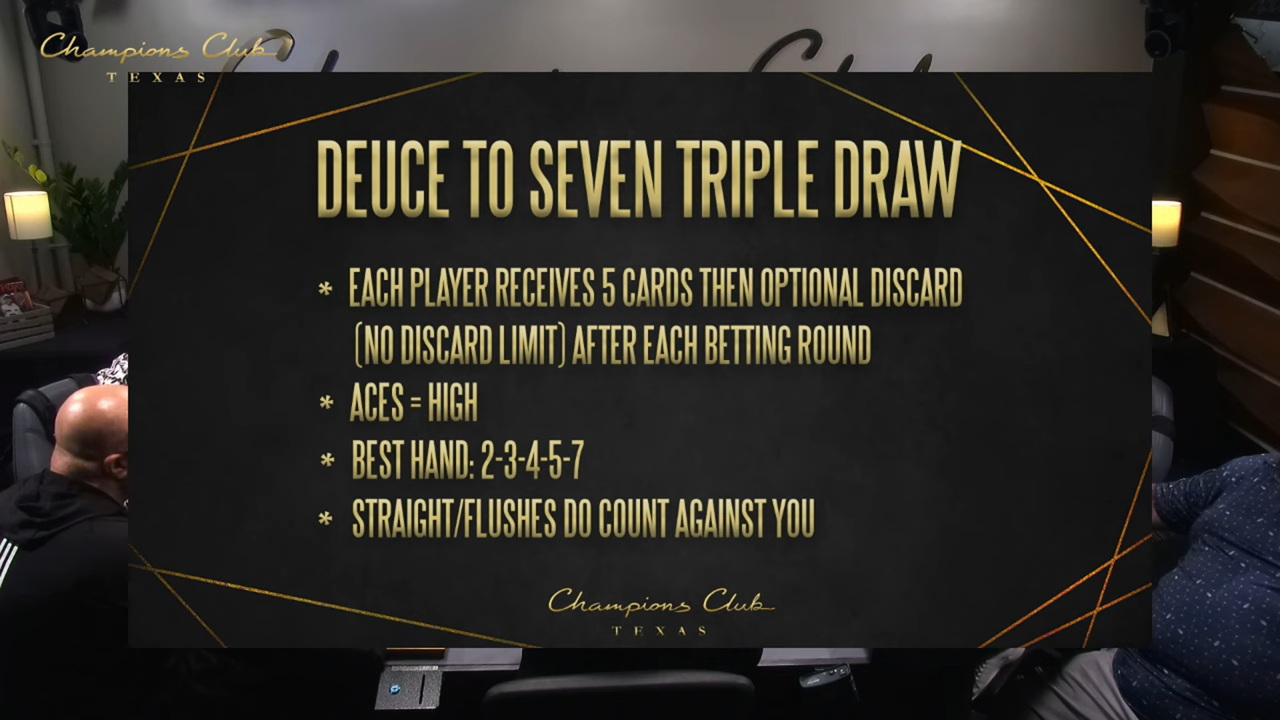 Champions Club
TEXAS
DEUCE TO SEVEN TRIPLE DRAW
* EACH PLAYER RECEIVES 5 CARDS THEN OPTIONAL DISCARD
(NO DISCARD LIMIT) AFTER EACH BETTING ROUND
* ACES = HIGH
* BEST HAND: 2-3-4-5-7
* STRAIGHT/FLUSHES DO COUNT AGAINST YOU
Champions Club
TEXAS